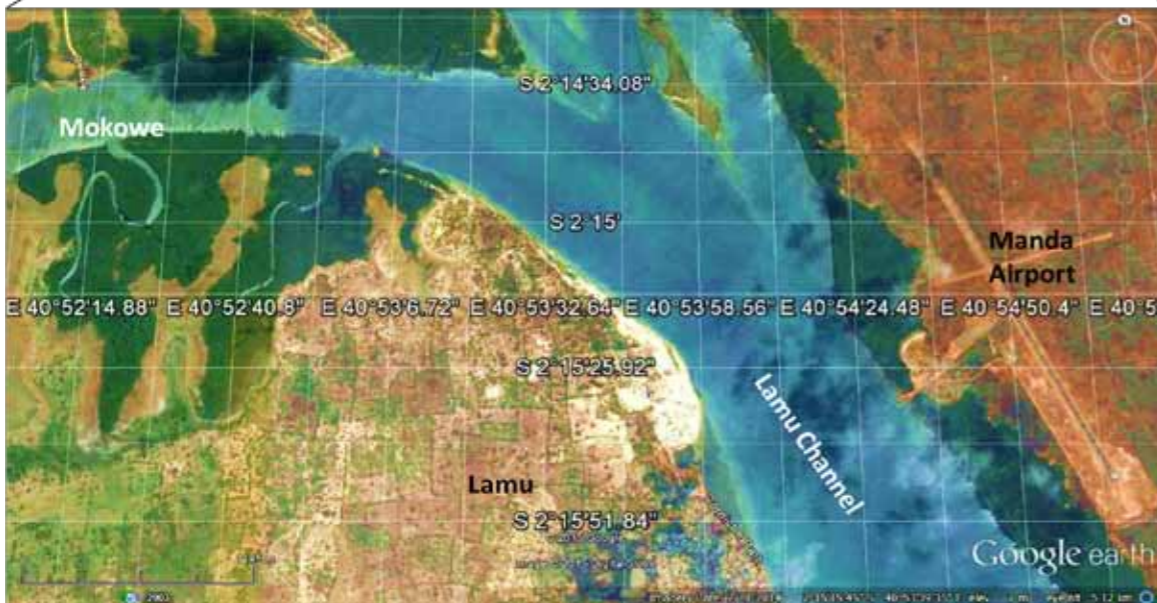 S 2°14'34.08"
Mokowe
S 2°15'
Manda
Airport
E 40°52'14.88" E 40°52'40.8" E 40°53'6.72" E 40°53'32.64" E 40°53'58.56" E 40°54'24.48" E 40°54'50.4" E 40°5
S 2°15'25.92"
Lamu Channel
Lamu
S 2°15'51.84"
Google earth